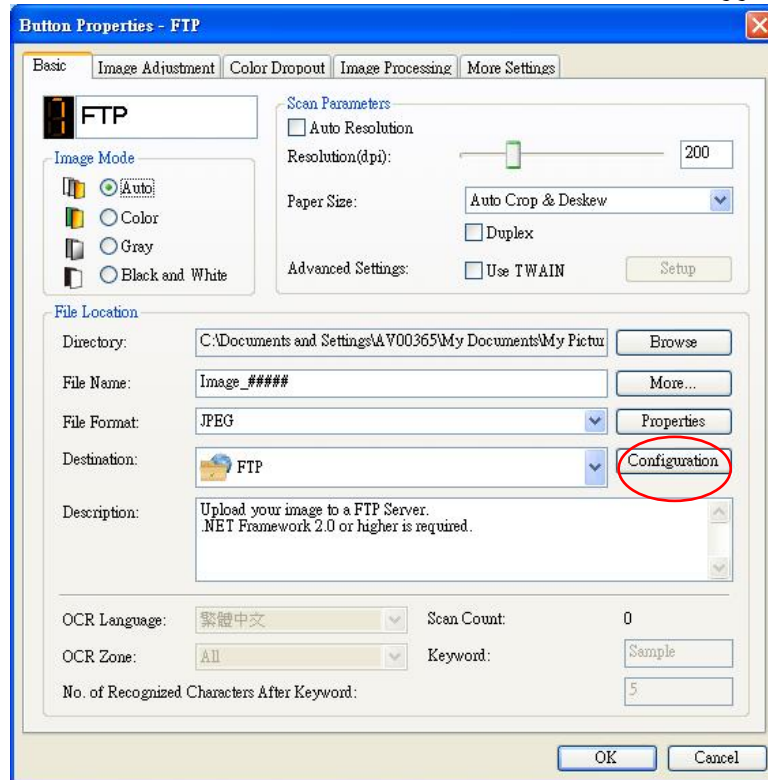 Button Properties - FTP
Basic Image Adjustment Color Dropout Image Processing More Settings
FTP
Scan Parameters
Auto Resolution
Image Mode
Resolution(dpi): 200
Auto
Paper Size: Auto Crop & Deskew
Color
Duplex
Gray
Black and White
Advanced Settings: Use TWAIN Setup
File Location
Directory: C:\Documents and Settings\AV00365\My Documents\My Pictur Browse
File Name: Image_##### More...
File Format: JPEG Properties
Destination: FTP Configuration
Description: Upload your image to a FTP Server.
.NET Framework 2.0 or higher is required.
OCR Language: 繁體中文 Scan Count: 0
OCR Zone: All Keyword: Sample
No. of Recognized Characters After Keyword: 5
OK Cancel